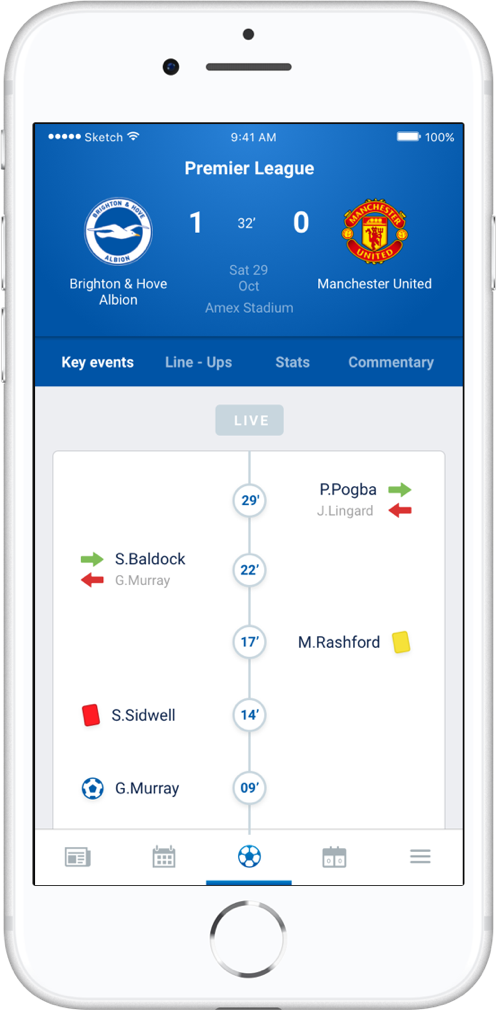 Sketch 9:41 AM 100%
Premier League
BRIGHTON & HOVE
ALBION
1 32’ 0
MANCHESTER
UNITED
Brighton & Hove
Albion
Manchester United
Sat 29
Oct
Amex Stadium
Key events Line - Ups Stats Commentary
LIVE
29’ P.Pogba
J.Lingard
S.Baldock 22’
G.Murray
17’ M.Rashford
S.Sidwell 14’
G.Murray 09’
0 0